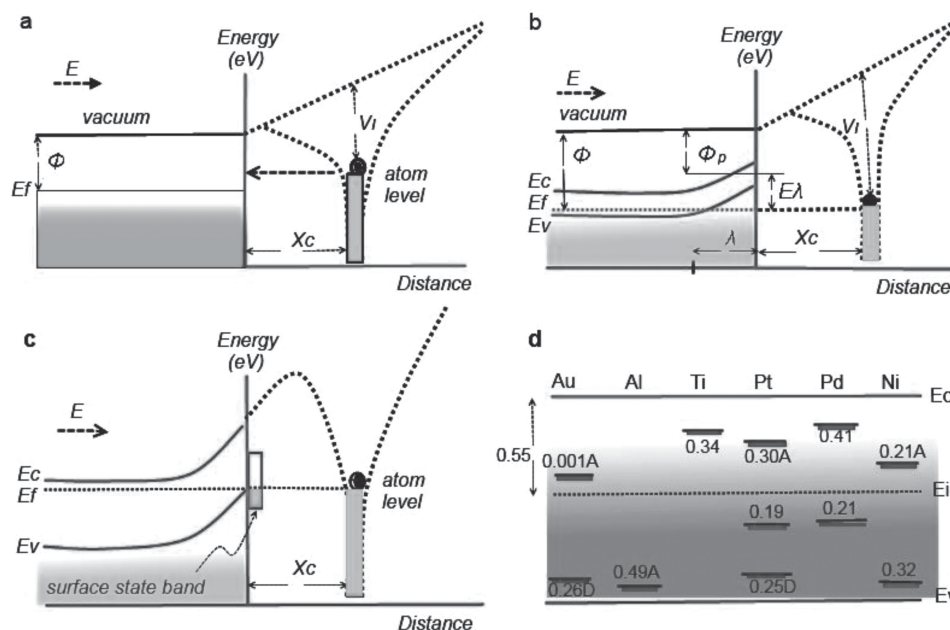 a
Energy
(eV)
E
vacuum
Φ
Ef
VI
atom
level
Xc
Distance
b
Energy
(eV)
E
vacuum
Φ
Φp
VI
Ec
Ef
Ev
Eλ
λ
Xc
Distance
c
Energy
(eV)
E
Ec
Ef
Ev
atom
level
surface state band
Xc
Distance
d
Au Al Ti Pt Pd Ni
Ec
0.55
0.34
0.41
0.001A
0.30A
0.21A
Ei
0.19
0.21
0.26D
0.49A
0.25D
0.32
Ev